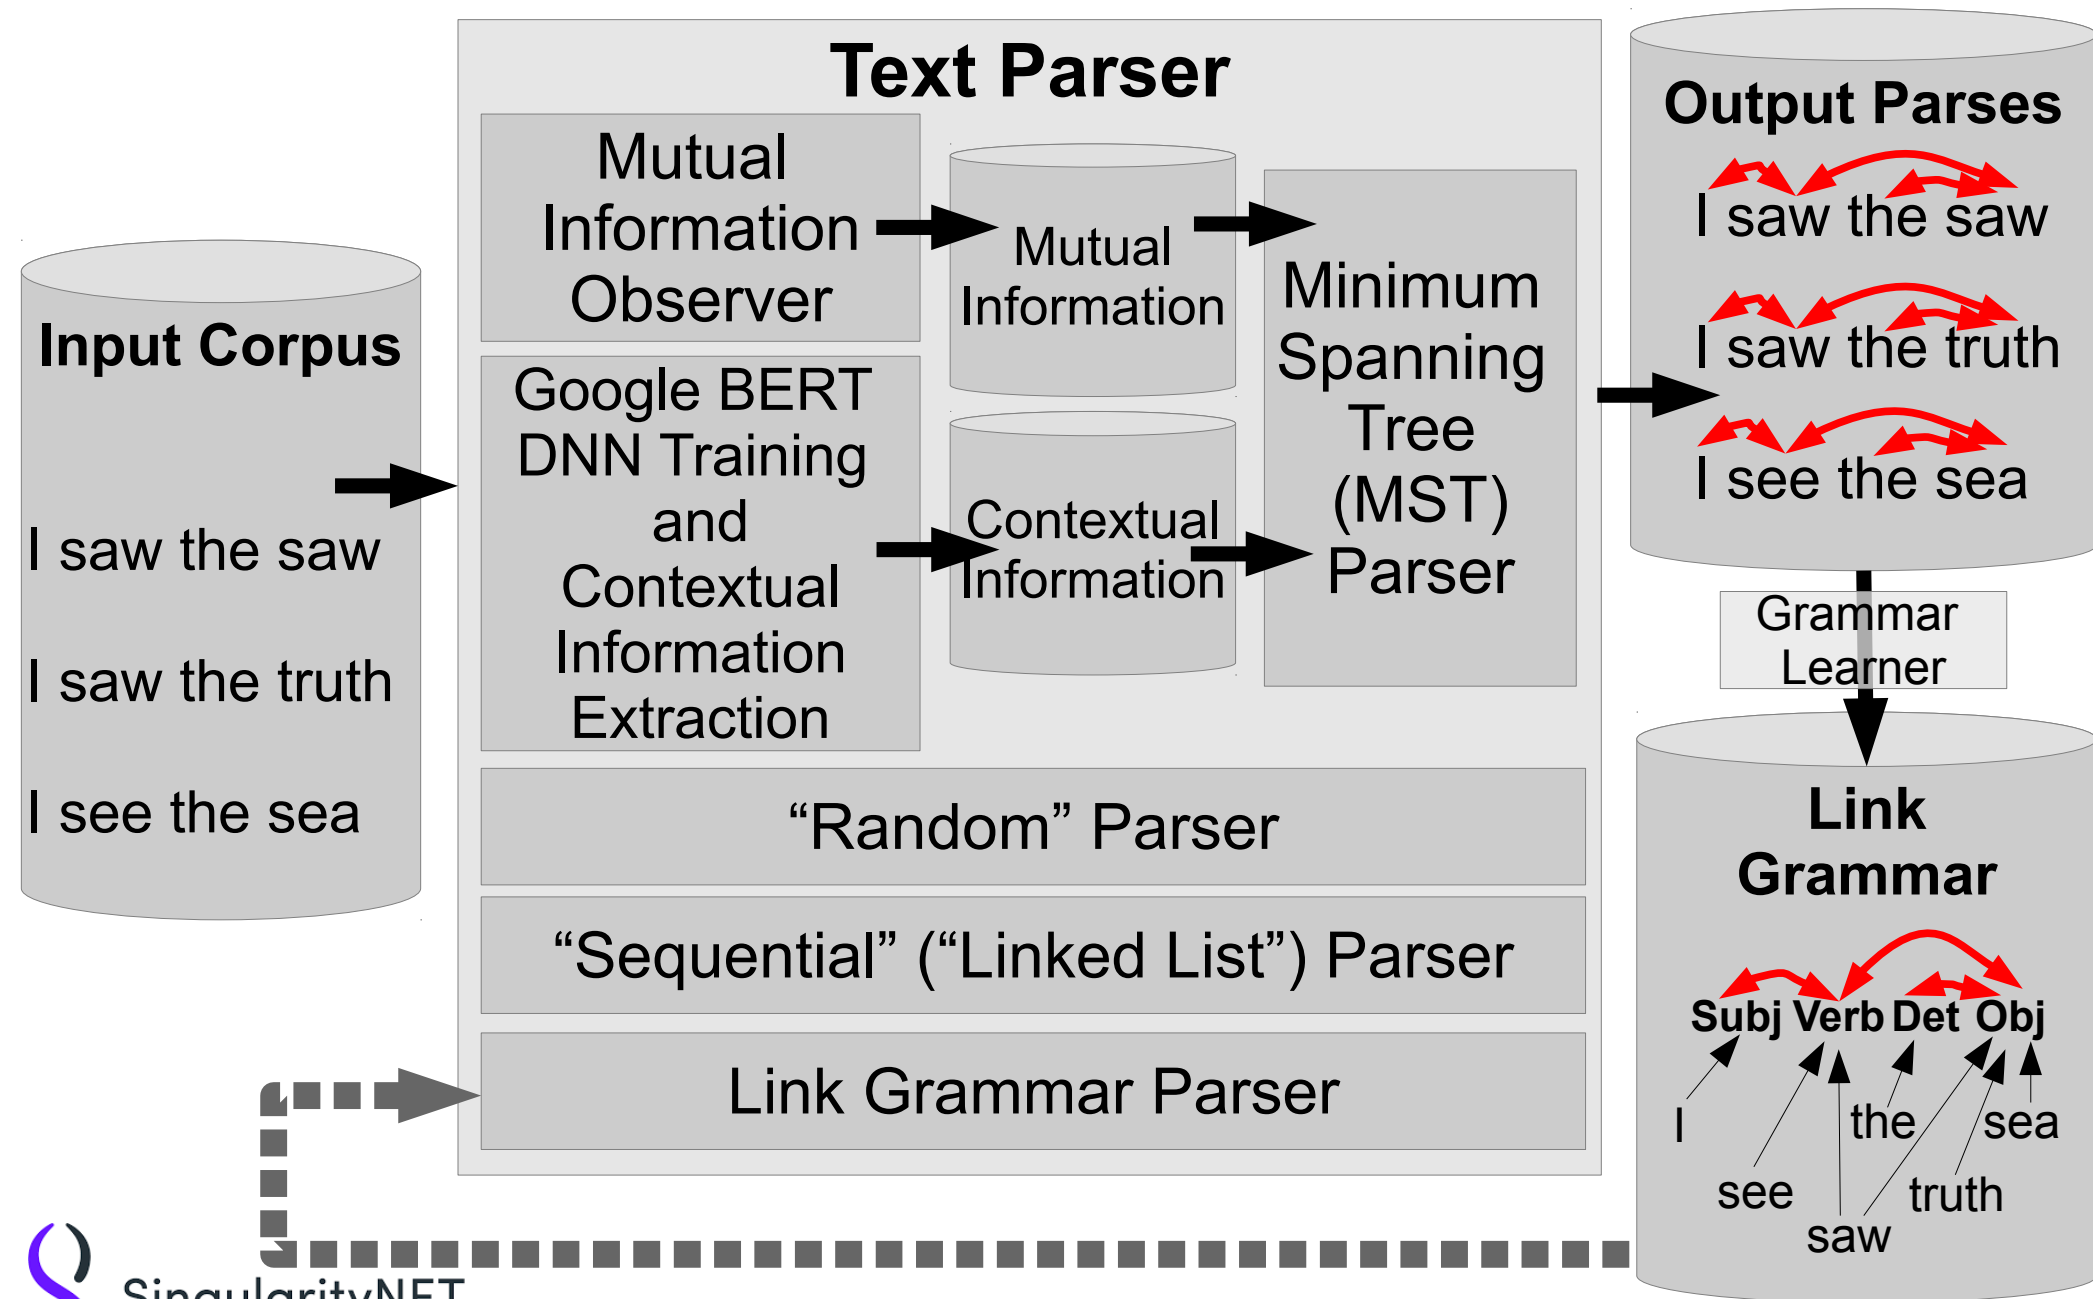 Text Parser
Input Corpus
I saw the saw
I saw the truth
I see the sea
Mutual
Information
Observer
Google BERT
DNN Training
and
Contextual
Information
Extraction
Mutual
Information
Contextual
Information
Minimum
Spanning
Tree
(MST)
Parser
“Random” Parser
“Sequential” (“Linked List”) Parser
Link Grammar Parser
Output Parses
I saw the saw
I saw the truth
I see the sea
Grammar
Learner
Link
Grammar
Subj Verb Det Obj
I the sea
see truth
saw
SingularityNET